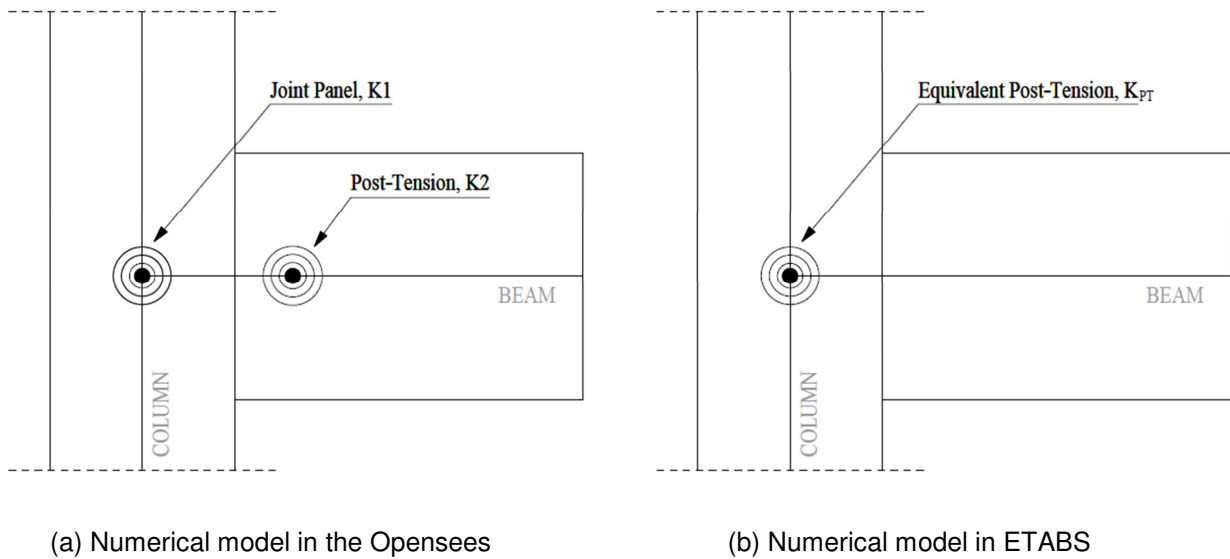 Joint Panel, K1
Post-Tension, K2
BEAM
COLUMN
Equivalent Post-Tension, KPT
BEAM
COLUMN
(a) Numerical model in the Opensees
(b) Numerical model in ETABS